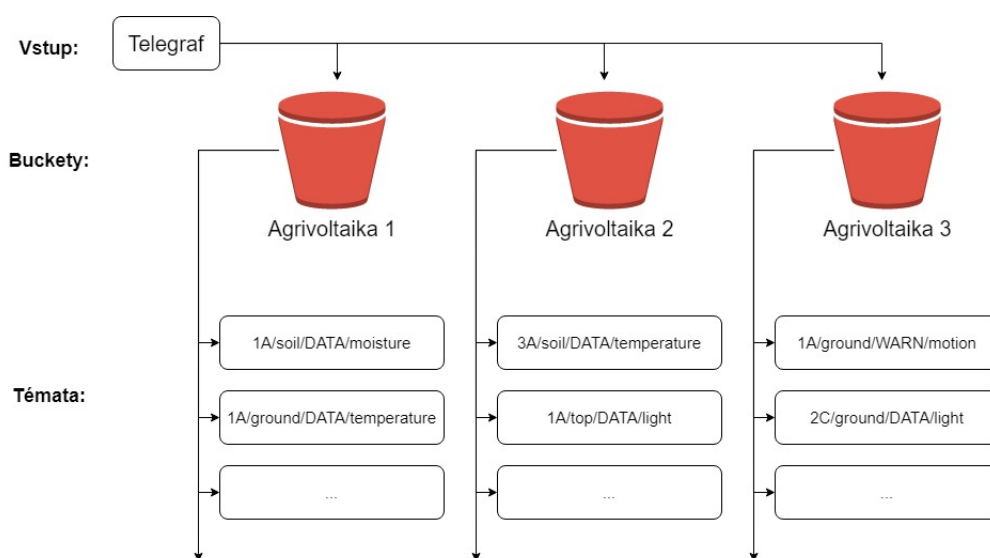 Vstup:
Telegraf
Buckety:
Agrivoltaika 1
Agrivoltaika 2
Agrivoltaika 3
Témata:
1A/soil/DATA/moisture
3A/soil/DATA/temperature
1A/ground/WARN/motion
1A/ground/DATA/temperature
1A/top/DATA/light
2C/ground/DATA/light
...
...
...